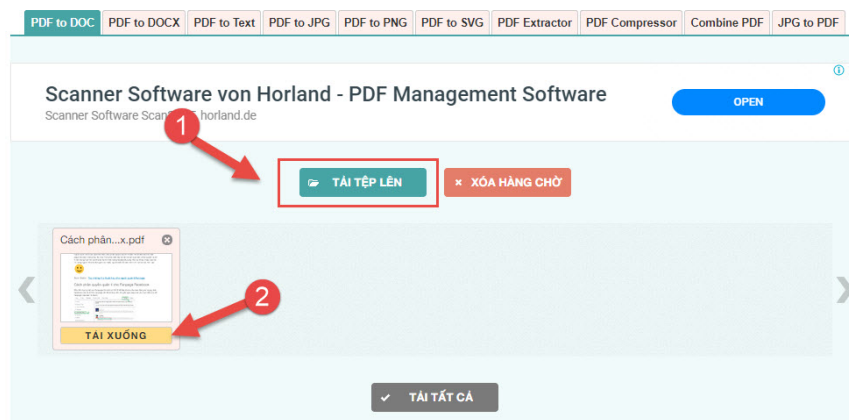 PDF to DOC PDF to DOCX PDF to Text PDF to JPG PDF to PNG PDF to SVG PDF Extractor PDF Compressor Combine PDF JPG to PDF
Scanner Software von Horland - PDF Management Software
Scanner Software horland.de
OPEN
1
TẢI TỆP LÊN
× XÓA HÀNG CHỜ
Cách phân...x.pdf
2
TẢI XUỐNG
TẢI TẤT CẢ